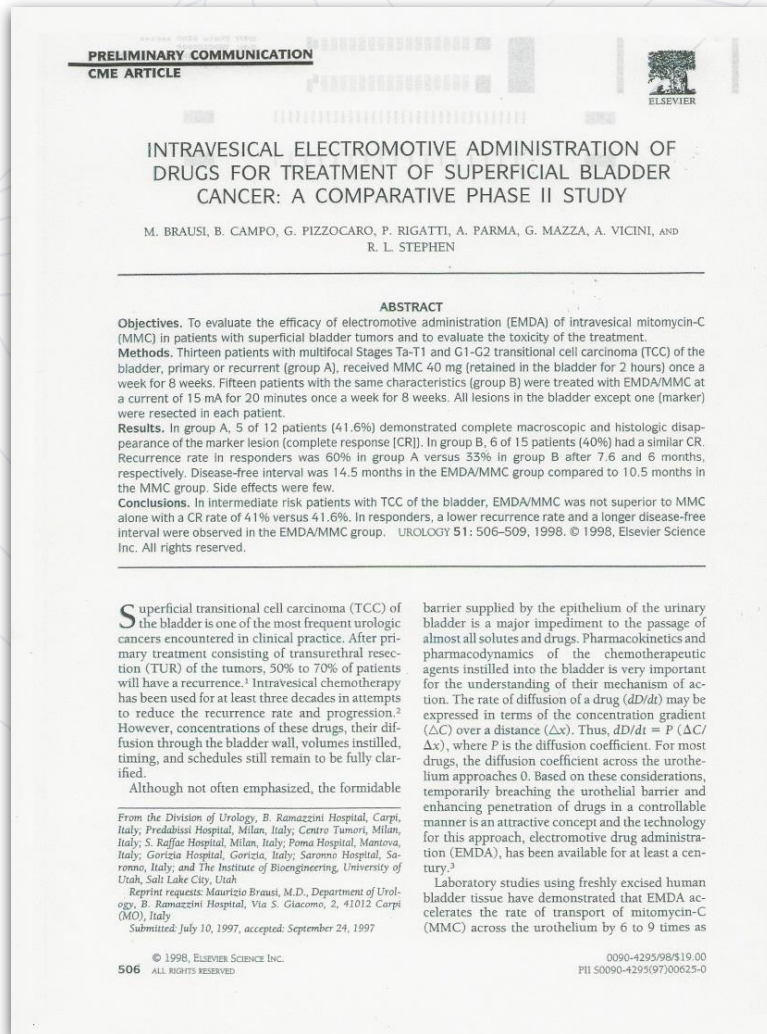 PRELIMINARY COMMUNICATION
CME ARTICLE
ELSEVIER
INTRAVESICAL ELECTROMOTIVE ADMINISTRATION OF
DRUGS FOR TREATMENT OF SUPERFICIAL BLADDER
CANCER: A COMPARATIVE PHASE II STUDY
M. BRAUSI, B. CAMPO, G. PIZZOCARO, P. RIGATTI, A. PARMA, G. MAZZA, A. VICINI, AND
R. L. STEPHEN
ABSTRACT
Objectives. To evaluate the efficacy of electromotive administration (EMDA) of intravesical mitomycin-C
(MMC) in patients with superficial bladder tumors and to evaluate the toxicity of the treatment.
Methods. Thirteen patients with multifocal Stages Ta-T1 and G1-G2 transitional cell carcinoma (TCC) of the
bladder, primary or recurrent (group A), received MMC 40 mg (retained in the bladder for 2 hours) once a
week for 8 weeks. Fifteen patients with the same characteristics (group B) were treated with EMDA/MMC at
a current of 15 mA for 20 minutes once a week for 8 weeks. All lesions in the bladder except one (marker)
were resected in each patient.
Results. In group A, 5 of 12 patients (41.6%) demonstrated complete macroscopic and histologic disap-
pearance of the marker lesion (complete response [CR]). In group B, 6 of 15 patients (40%) had a similar CR.
Recurrence rate in responders was 60% in group A versus 33% in group B after 7.6 and 6 months,
respectively. Disease-free interval was 14.5 months in the EMDA/MMC group compared to 10.5 months in
the MMC group. Side effects were few.
Conclusions. In intermediate risk patients with TCC of the bladder, EMDA/MMC was not superior to MMC
alone with a CR rate of 41% versus 41.6%. In responders, a lower recurrence rate and a longer disease-free
interval were observed in the EMDA/MMC group. UROLOGY 51: 506–509, 1998. © 1998, Elsevier Science
Inc. All rights reserved.
Superficial transitional cell carcinoma (TCC) of
the bladder is one of the most frequent urologic
cancers encountered in clinical practice. After pri-
mary treatment consisting of transurethral resec-
tion (TUR) of the tumors, 50% to 70% of patients
will have a recurrence.1 Intravesical chemotherapy
has been used for at least three decades in attempts
to reduce the recurrence rate and progression.2
However, concentrations of these drugs, their dif-
fusion through the bladder wall, volumes instilled,
timing, and schedules still remain to be fully clar-
ified.
Although not often emphasized, the formidable
From the Division of Urology, B. Ramazzini Hospital, Carpi,
Italy; Predabissi Hospital, Milan, Italy; Centro Tumori, Milan,
Italy; S. Raffae Hospital, Milan, Italy; Poma Hospital, Mantova,
Italy; Gorizia Hospital, Gorizia, Italy; Saronno Hospital, Sa-
ronno, Italy; and The Institute of Bioengineering, University of
Utah, Salt Lake City, Utah
Reprint requests: Maurizio Brausi, M.D., Department of Urol-
ogy, B. Ramazzini Hospital, Via S. Giacomo, 2, 41012 Carpi
(MO), Italy
Submitted: July 10, 1997, accepted: September 24, 1997
barrier supplied by the epithelium of the urinary
bladder is a major impediment to the passage of
almost all solutes and drugs. Pharmacokinetics and
pharmacodynamics of the chemotherapeutic
agents instilled into the bladder is very important
for the understanding of their mechanism of ac-
tion. The rate of diffusion of a drug (dD/dt) may be
expressed in terms of the concentration gradient
(△C) over a distance (△x). Thus, dD/dt = P (△C/
△x), where P is the diffusion coefficient. For most
drugs, the diffusion coefficient across the urothe-
lium approaches 0. Based on these considerations,
temporarily breaching the urothelial barrier and
enhancing penetration of drugs in a controllable
manner is an attractive concept and the technology
for this approach, electromotive drug administra-
tion (EMDA), has been available for at least a cen-
tury.3
Laboratory studies using freshly excised human
bladder tissue have demonstrated that EMDA ac-
celerates the rate of transport of mitomycin-C
(MMC) across the urothelium by 6 to 9 times as
© 1998, ELSEVIER SCIENCE INC.
506 ALL RIGHTS RESERVED
0090-4295/98/$19.00
PII S0090-4295(97)00625-0